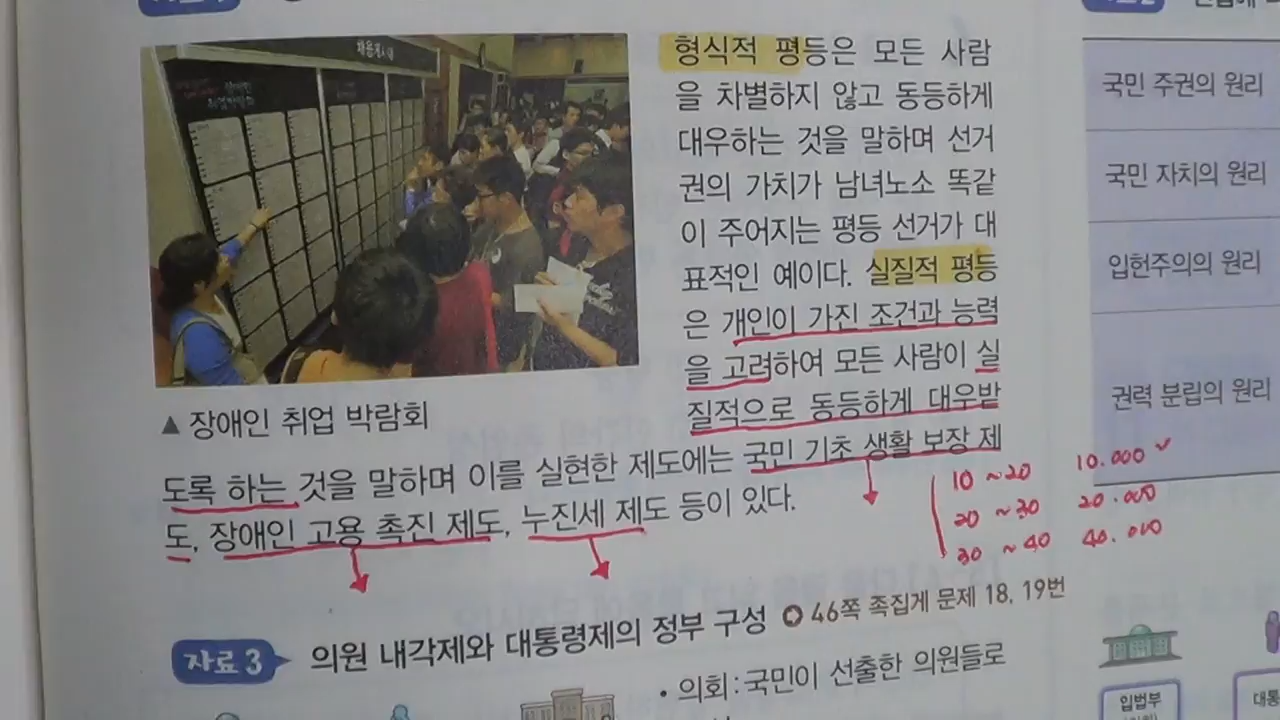 형식적 평등은 모든 사람
을 차별하지 않고 동등하게
대우하는 것을 말하며 선거
권의 가치가 남녀노소 똑같
이 주어지는 평등 선거가 대
표적인 예이다. 실질적 평등
은 개인이 가진 조건과 능력
을 고려하여 모든 사람이 실
질적으로 동등하게 대우받
▲ 장애인 취업 박람회
도록 하는 것을 말하며 이를 실현한 제도에는 국민 기초 생활 보장 제
도, 장애인 고용 촉진 제도, 누진세 제도 등이 있다.
10 ~20 10.000
20 ~30 20.000
30 ~40 40.000
자료 3 의원 내각제와 대통령제의 정부 구성 46쪽 족집게 문제 18, 19번
• 의회: 국민이 선출한 의원들로
국민 주권의 원리
국민 자치의 원리
입헌주의의 원리
권력 분립의 원리
입법부